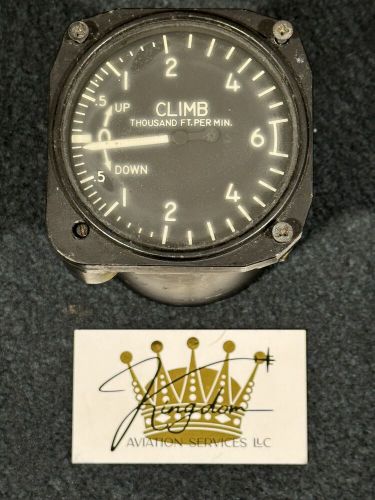 2
1 4
.5 UP
CLIMB
THOUSAND FT. PER MIN.
0 6
DOWN
.5
1 4
2
Kingdom
AVIATION SERVICES LLC